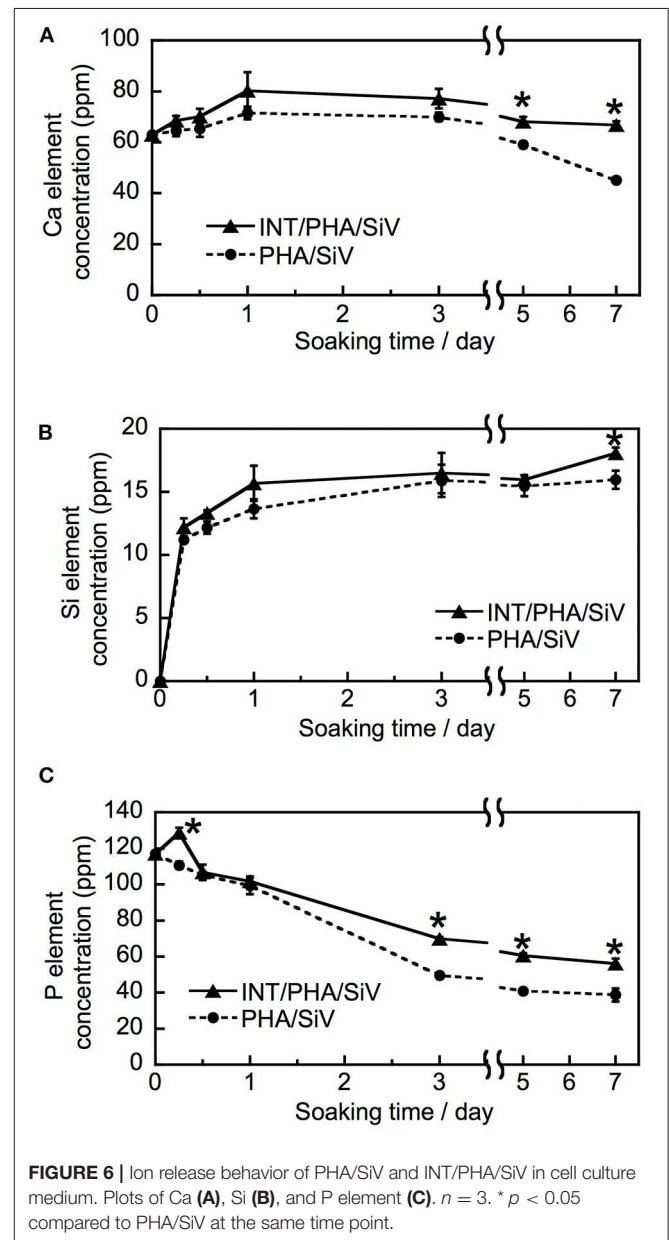 A
100
80
60
40
20
0
Ca element
concentration (ppm)
* *
INT/PHA/SiV
PHA/SiV
0 1 2 3 5 6 7
Soaking time / day
B
20
15
10
5
0
Si element
concentration (ppm)
*
INT/PHA/SiV
PHA/SiV
0 1 2 3 5 6 7
Soaking time / day
C
140
120
100
80
60
40
20
0
P element
concentration (ppm)
* * * *
INT/PHA/SiV
PHA/SiV
0 1 2 3 5 6 7
Soaking time / day
FIGURE 6 | Ion release behavior of PHA/SiV and INT/PHA/SiV in cell culture
medium. Plots of Ca (A), Si (B), and P element (C). n = 3. * p < 0.05
compared to PHA/SiV at the same time point.